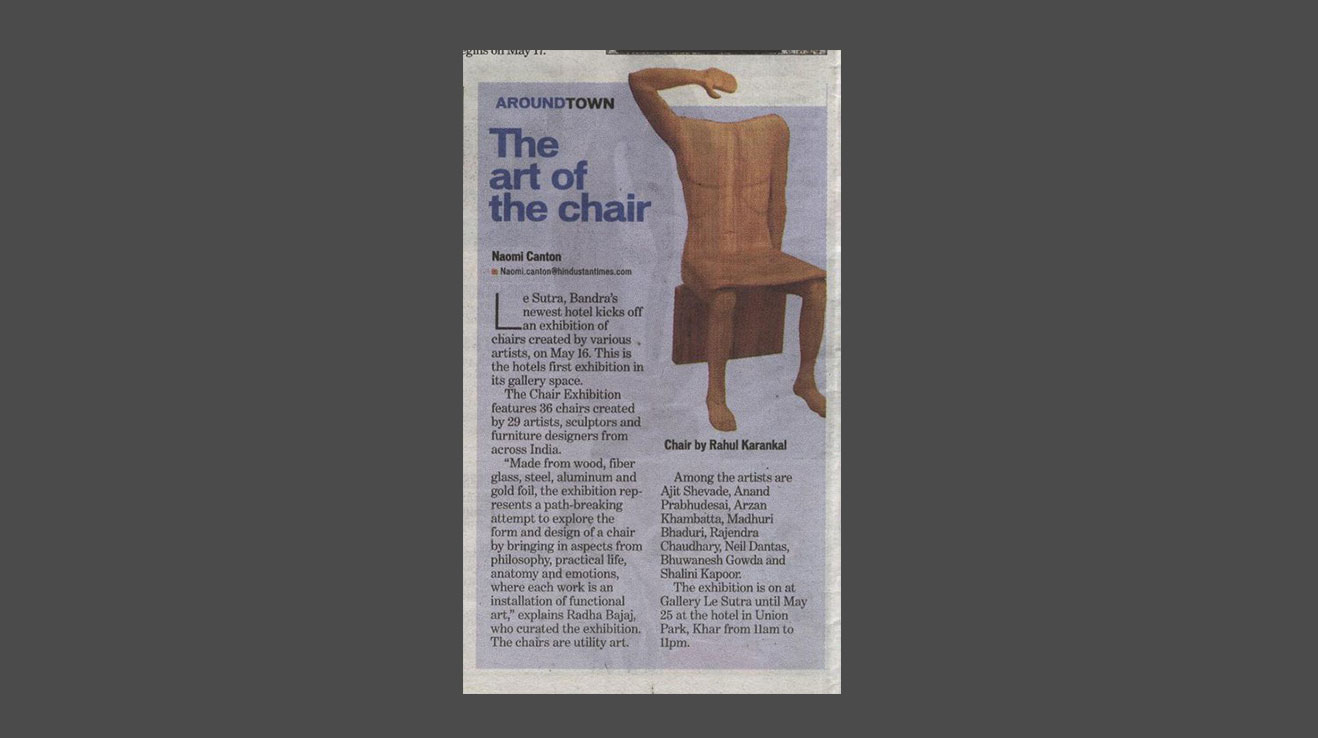 egins on May 17.
AROUNDTOWN
The
art of
the chair
Naomi Canton
Naomi.canton@hindustantimes.com
Le Sutra, Bandra's
newest hotel kicks off
an exhibition of
chairs created by various
artists, on May 16. This is
the hotels first exhibition in
its gallery space.
The Chair Exhibition
features 36 chairs created
by 29 artists, sculptors and
furniture designers from
across India.
"Made from wood, fiber
glass, steel, aluminum and
gold foil, the exhibition rep-
resents a path-breaking
attempt to explore the
form and design of a chair
by bringing in aspects from
philosophy, practical life,
anatomy and emotions,
where each work is an
installation of functional
art," explains Radha Bajaj,
who curated the exhibition.
The chairs are utility art.
Chair by Rahul Karankal
Among the artists are
Ajit Shevade, Anand
Prabhudesai, Arzan
Khambatta, Madhuri
Bhaduri, Rajendra
Chaudhary, Neil Dantas,
Bhuwanesh Gowda and
Shalini Kapoor.
The exhibition is on at
Gallery Le Sutra until May
25 at the hotel in Union
Park, Khar from 11am to
11pm.